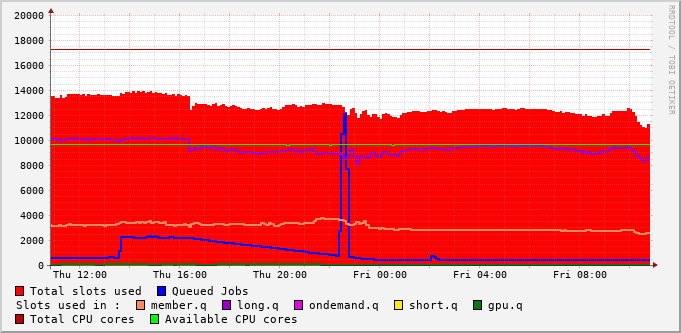 RRDTOOL / TOBI OETIKER
20000
18000
16000
14000
12000
10000
8000
6000
4000
2000
0
Thu 12:00 Thu 16:00 Thu 20:00 Fri 00:00 Fri 04:00 Fri 08:00
Total slots used Queued Jobs
Slots used in : member.q long.q ondemand.q short.q gpu.q
Total CPU cores Available CPU cores